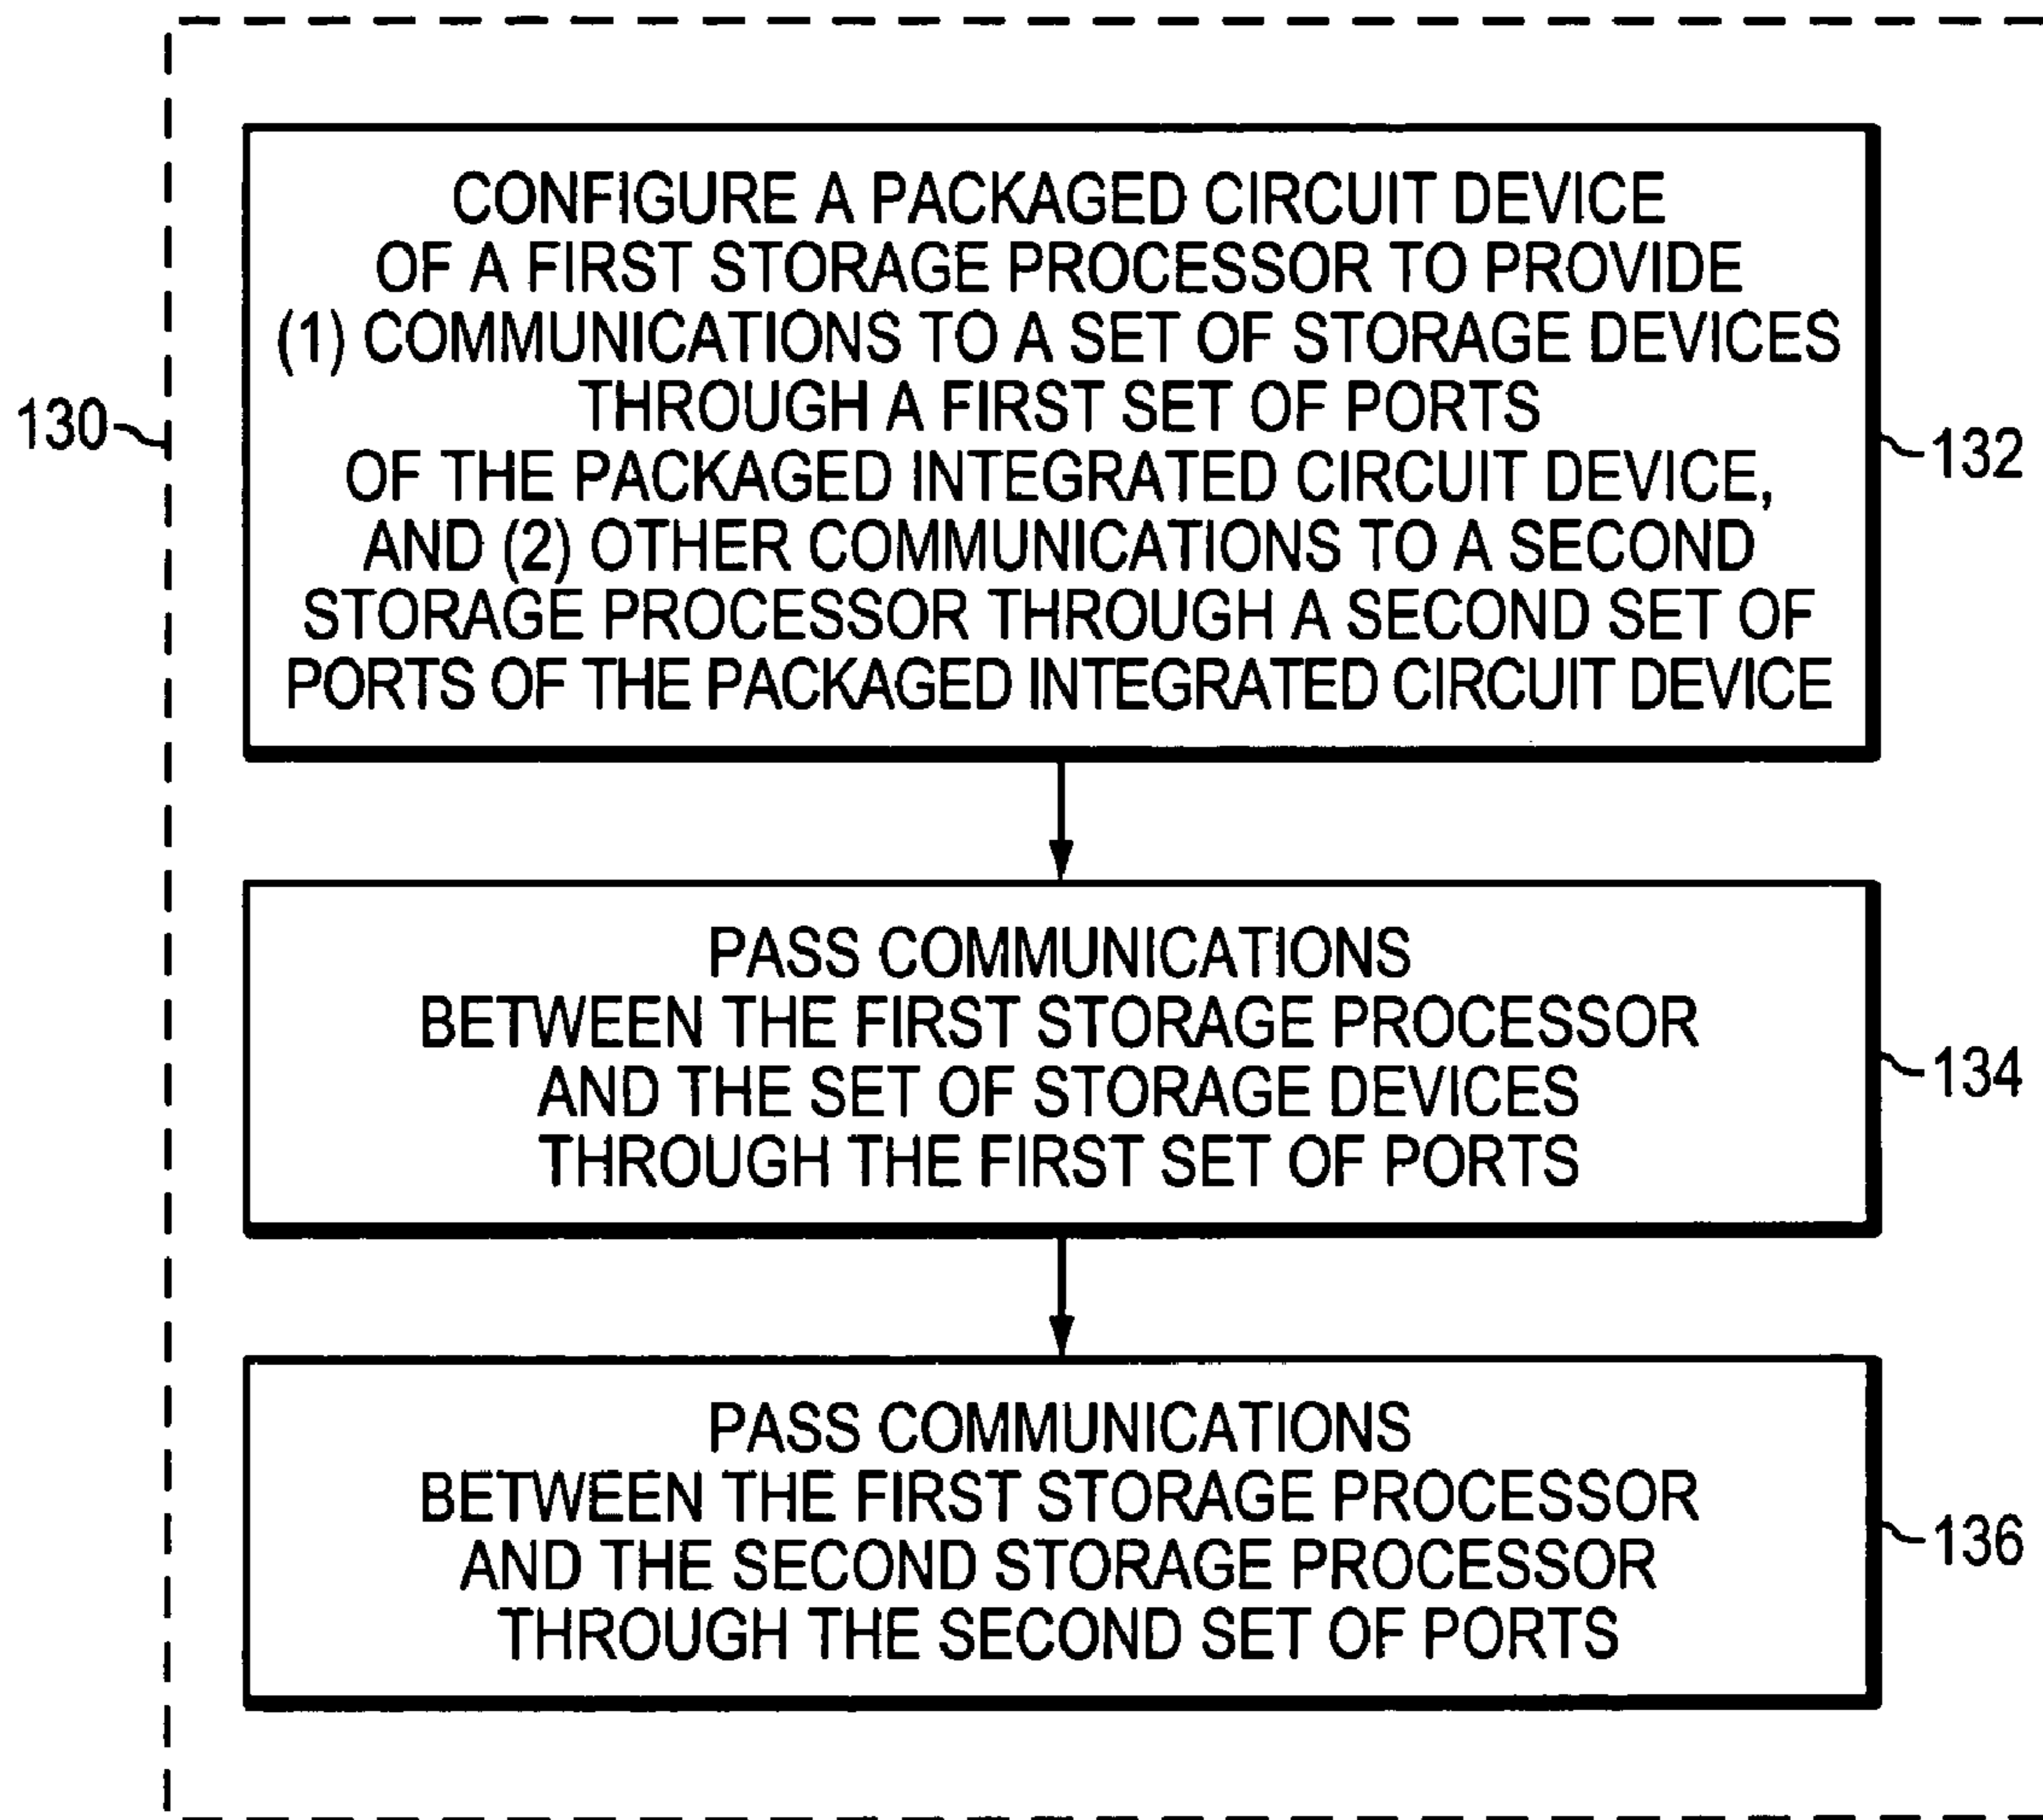 CONFIGURE A PACKAGED CIRCUIT DEVICE
OF A FIRST STORAGE PROCESSOR TO PROVIDE
(1) COMMUNICATIONS TO A SET OF STORAGE DEVICES
THROUGH A FIRST SET OF PORTS
OF THE PACKAGED INTEGRATED CIRCUIT DEVICE,
AND (2) OTHER COMMUNICATIONS TO A SECOND
STORAGE PROCESSOR THROUGH A SECOND SET OF
PORTS OF THE PACKAGED INTEGRATED CIRCUIT DEVICE
130
132
PASS COMMUNICATIONS
BETWEEN THE FIRST STORAGE PROCESSOR
AND THE SET OF STORAGE DEVICES
THROUGH THE FIRST SET OF PORTS
134
PASS COMMUNICATIONS
BETWEEN THE FIRST STORAGE PROCESSOR
AND THE SECOND STORAGE PROCESSOR
THROUGH THE SECOND SET OF PORTS
136